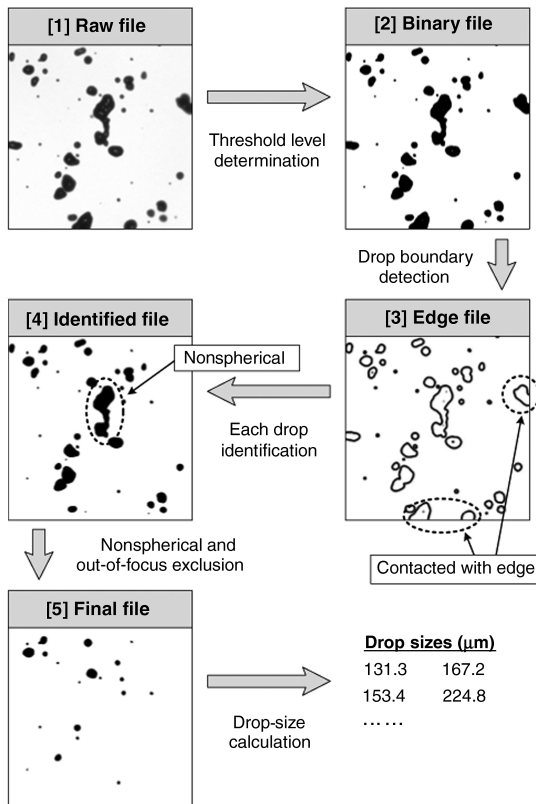 [1] Raw file
[2] Binary file
Threshold level
determination
Drop boundary
detection
[4] Identified file
[3] Edge file
Nonspherical
Each drop
identification
Nonspherical and
out-of-focus exclusion
Contacted with edge
[5] Final file
Drop sizes (μm)
131.3 167.2
153.4 224.8
……
Drop-size
calculation